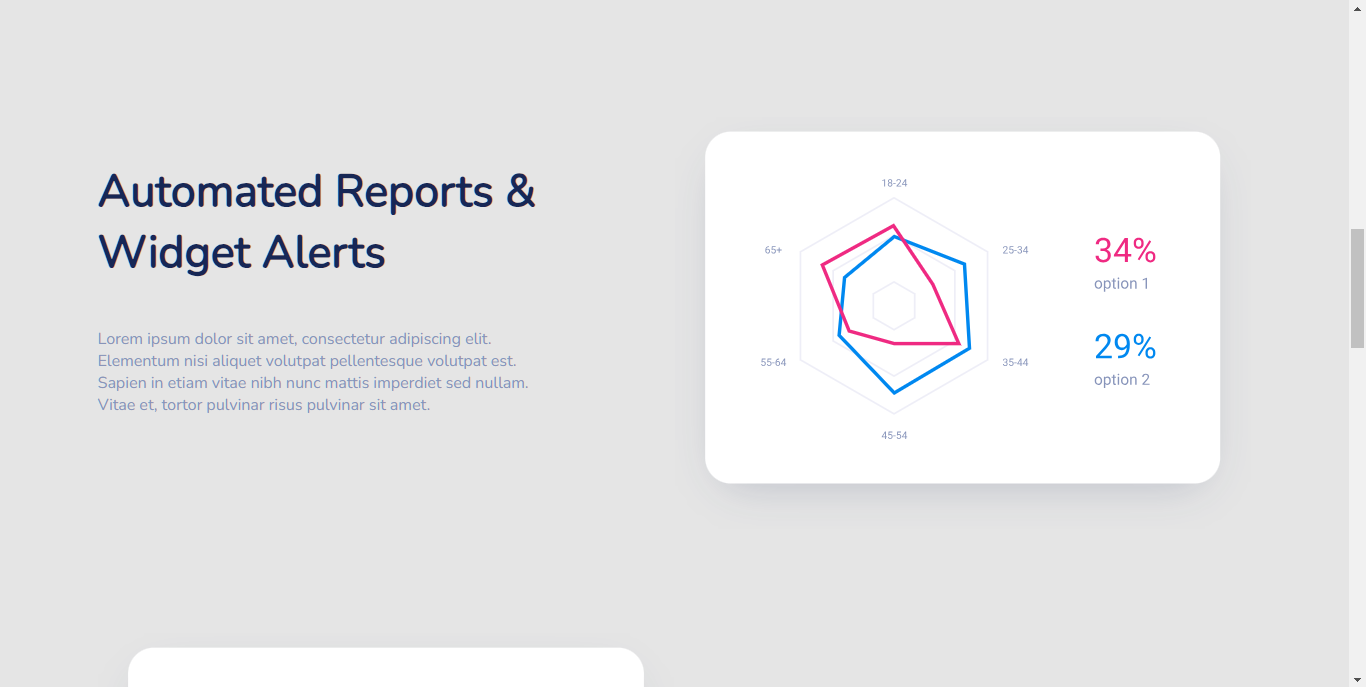 Automated Reports &
Widget Alerts
Lorem ipsum dolor sit amet, consectetur adipiscing elit.
Elementum nisi aliquet volutpat pellentesque volutpat est.
Sapien in etiam vitae nibh nunc mattis imperdiet sed nullam.
Vitae et, tortor pulvinar risus pulvinar sit amet.
18-24
65+
25-34
55-64
35-44
45-54
34%
option 1
29%
option 2